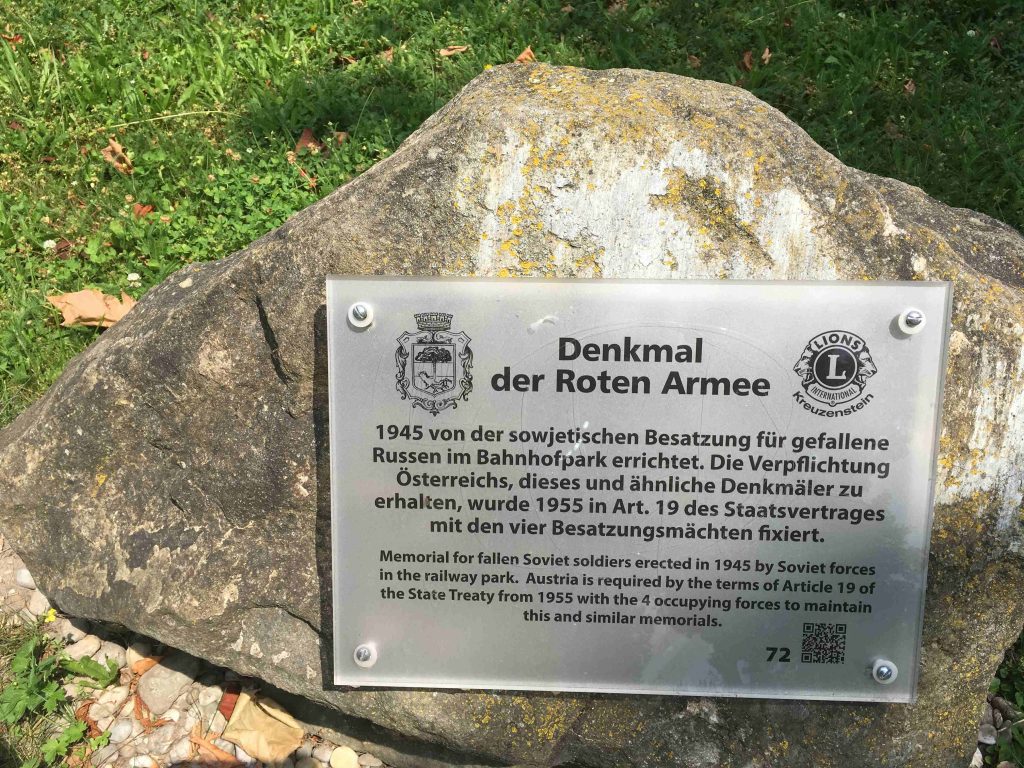 Denkmal
der Roten Armee
LIONS
L
INTERNATIONAL
Kreuzenstein
1945 von der sowjetischen Besatzung für gefallene
Russen im Bahnhofpark errichtet. Die Verpflichtung
Österreichs, dieses und ähnliche Denkmäler zu
erhalten, wurde 1955 in Art. 19 des Staatsvertrages
mit den vier Besatzungsmächten fixiert.
Memorial for fallen Soviet soldiers erected in 1945 by Soviet forces
in the railway park. Austria is required by the terms of Article 19 of
the State Treaty from 1955 with the 4 occupying forces to maintain
this and similar memorials.
72